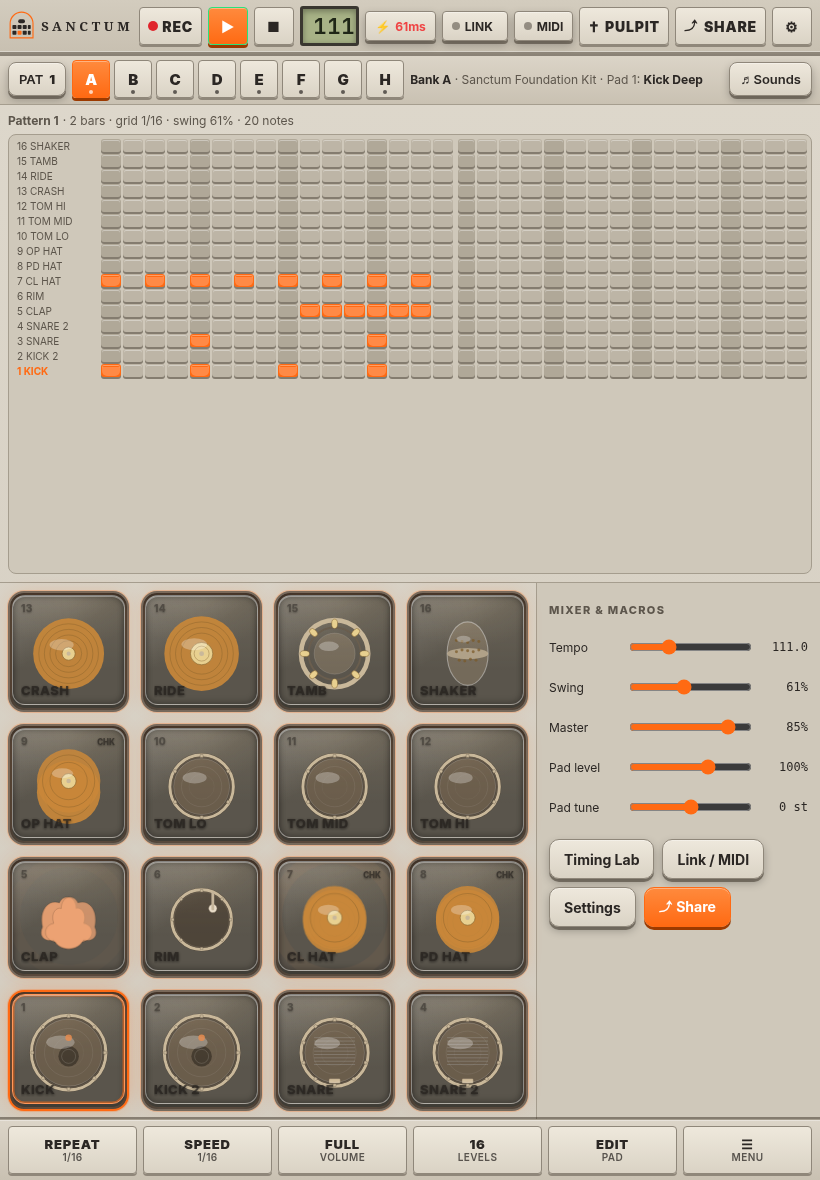 SANCTUM
REC
111
⚡ 61ms
LINK
MIDI
✝ PULPIT
⤴ SHARE
⚙
PAT 1
A
B
C
D
E
F
G
H
Bank A · Sanctum Foundation Kit · Pad 1: Kick Deep
♬ Sounds
Pattern 1 · 2 bars · grid 1/16 · swing 61% · 20 notes
16 SHAKER
15 TAMB
14 RIDE
13 CRASH
12 TOM HI
11 TOM MID
10 TOM LO
9 OP HAT
8 PD HAT
7 CL HAT
6 RIM
5 CLAP
4 SNARE 2
3 SNARE
2 KICK 2
1 KICK
13
CRASH
14
RIDE
15
TAMB
16
SHAKER
9
CHK
OP HAT
10
TOM LO
11
TOM MID
12
TOM HI
5
CLAP
6
RIM
7
CHK
CL HAT
8
CHK
PD HAT
1
KICK
2
KICK 2
3
SNARE
4
SNARE 2
MIXER & MACROS
Tempo 111.0
Swing 61%
Master 85%
Pad level 100%
Pad tune 0 st
Timing Lab
Link / MIDI
Settings
⤴ Share
REPEAT
1/16
SPEED
1/16
FULL
VOLUME
16
LEVELS
EDIT
PAD
☰
MENU